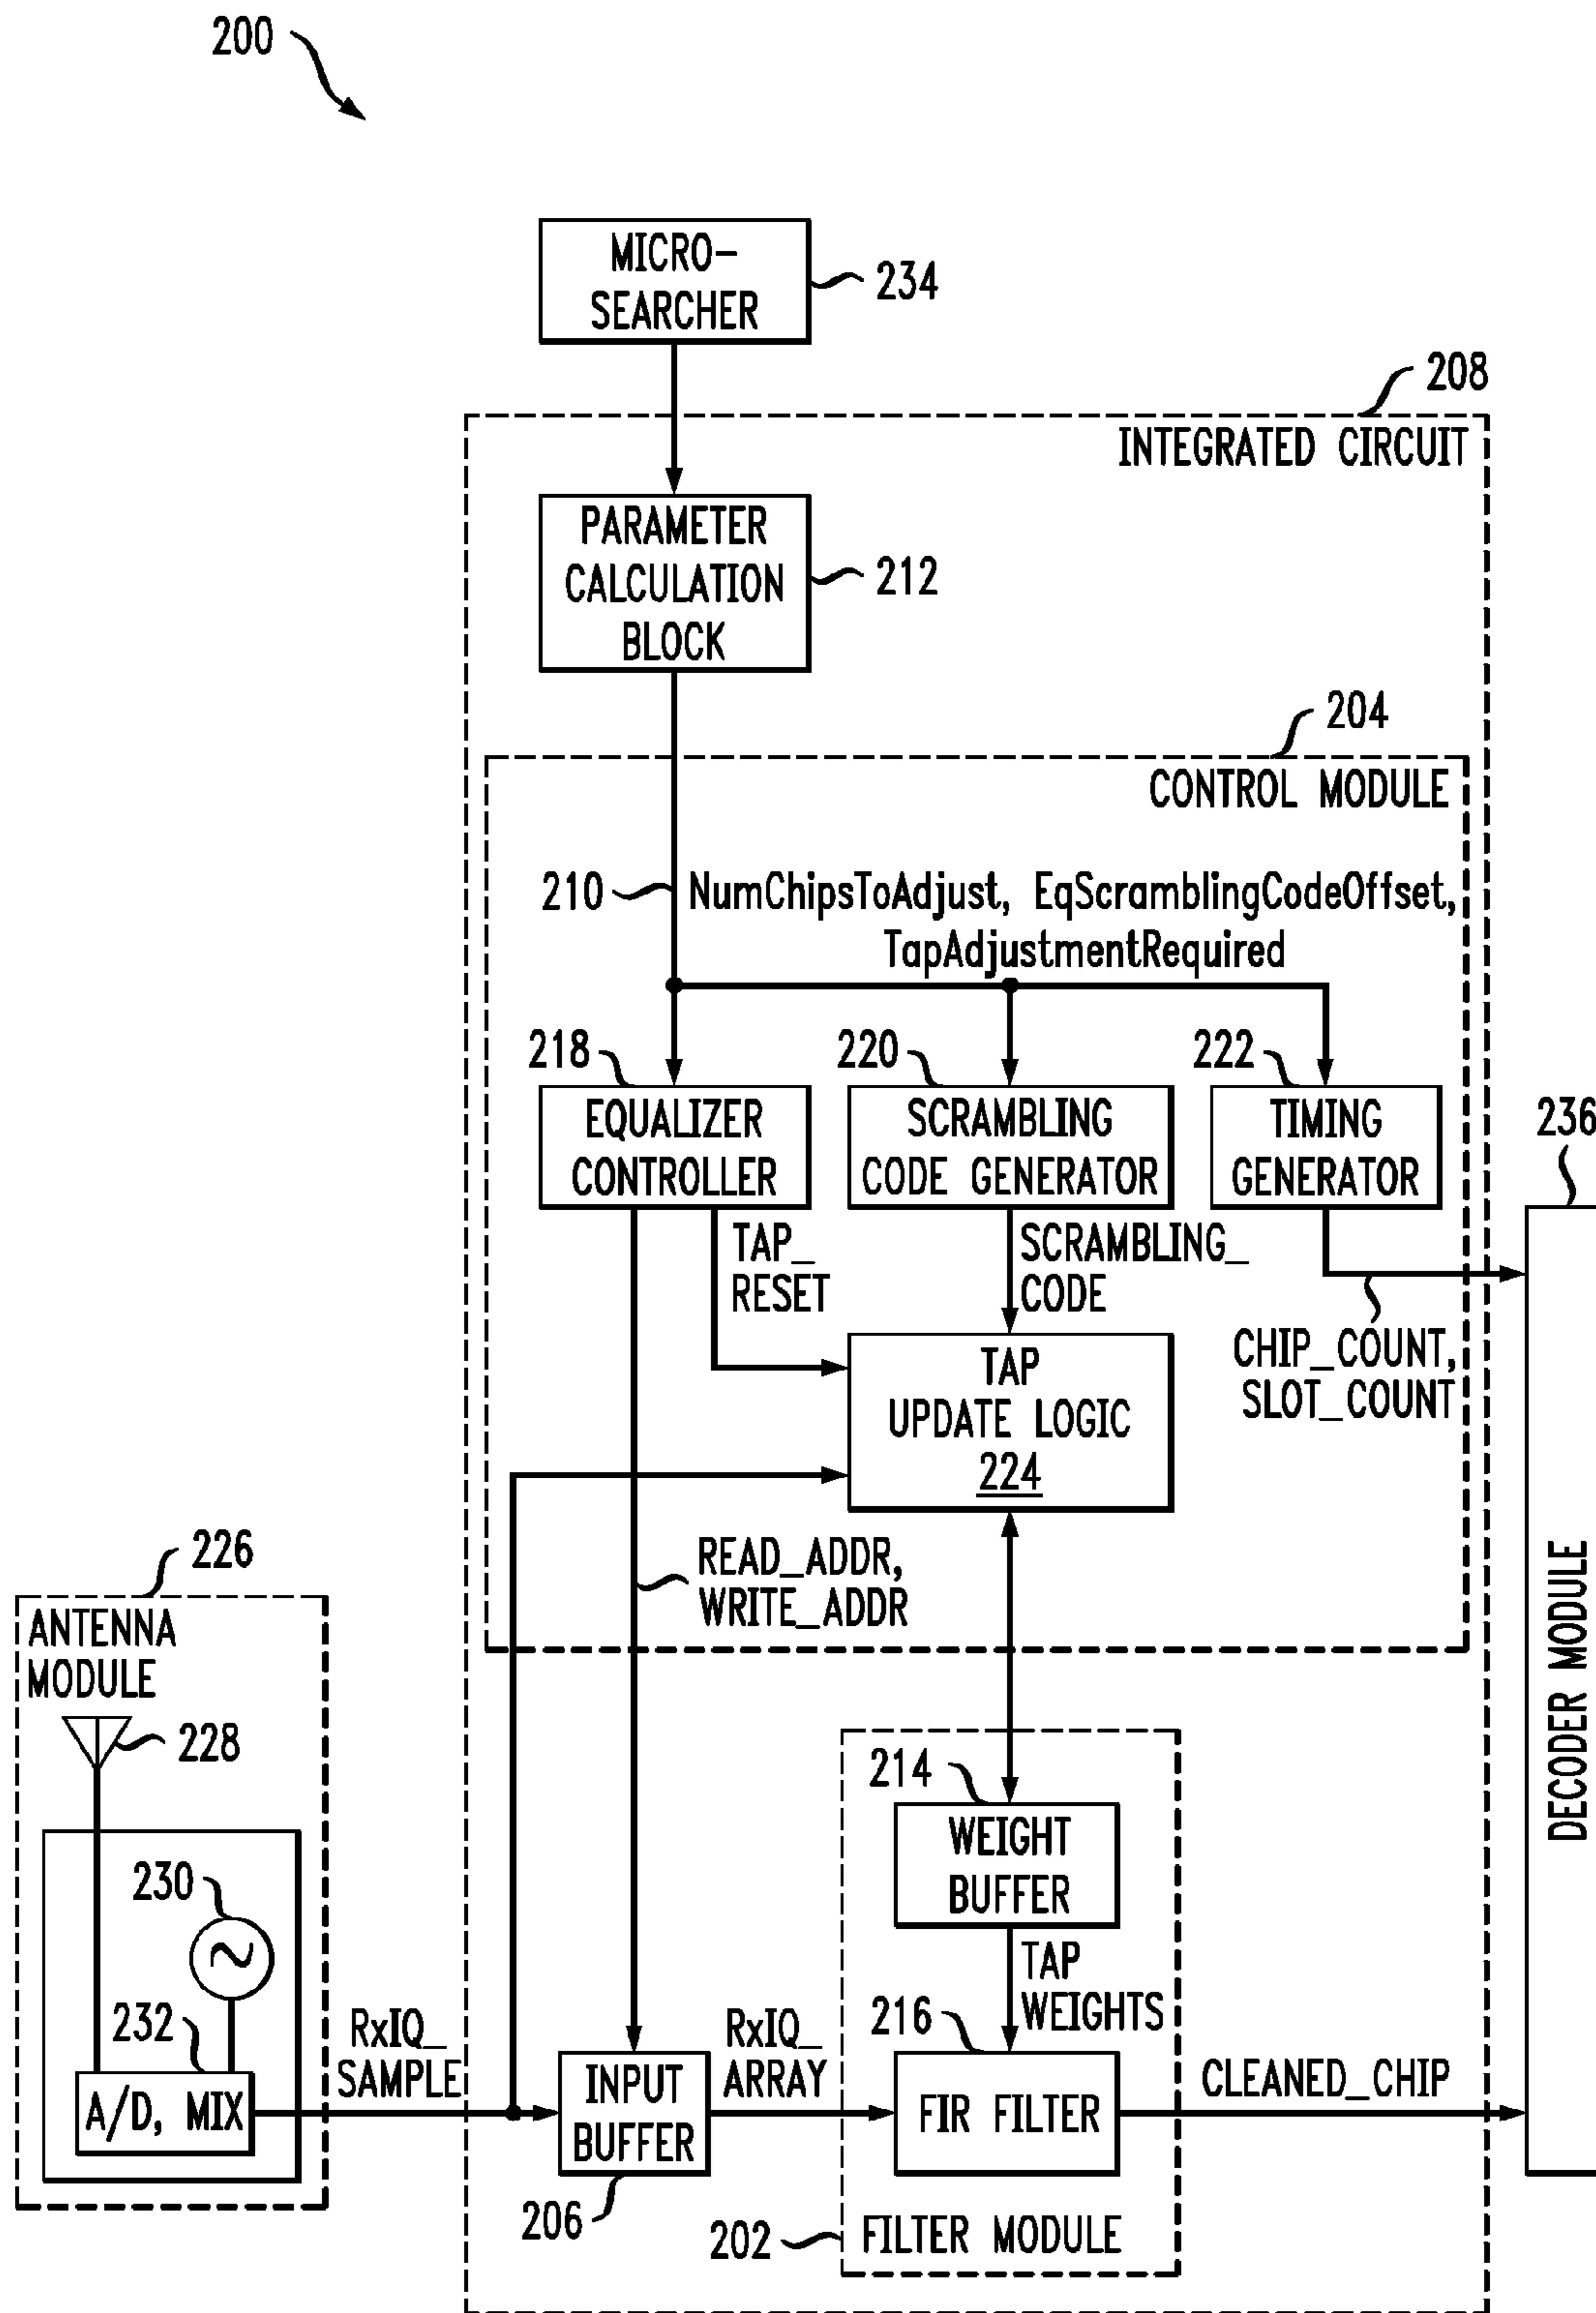 200
MICRO-
SEARCHER
234
208
INTEGRATED CIRCUIT
PARAMETER
CALCULATION
BLOCK
212
204
CONTROL MODULE
210
NumChipsToAdjust, EqScramblingCodeOffset,
TapAdjustmentRequired
218
220
222
EQUALIZER
CONTROLLER
SCRAMBLING
CODE GENERATOR
TIMING
GENERATOR
236
TAP_
RESET
SCRAMBLING_
CODE
CHIP_COUNT,
SLOT_COUNT
TAP
UPDATE LOGIC
224
READ_ADDR,
WRITE_ADDR
226
ANTENNA
MODULE
228
230
232
A/D, MIX
RxIQ_
SAMPLE
INPUT
BUFFER
206
RxIQ_
ARRAY
214
WEIGHT
BUFFER
TAP
WEIGHTS
216
FIR FILTER
CLEANED_CHIP
202
FILTER MODULE
DECODER MODULE